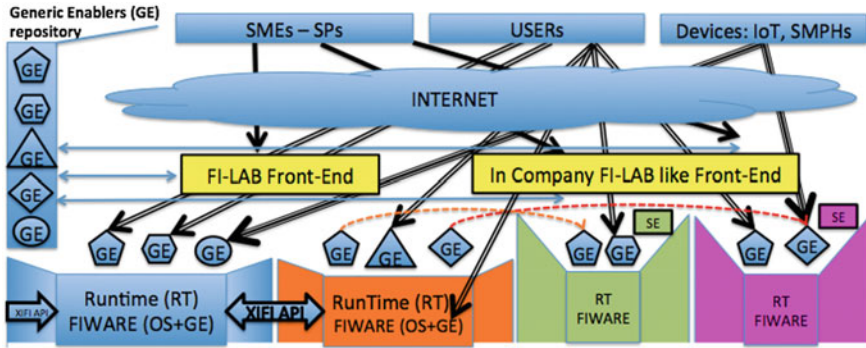 Generic Enablers (GE)
repository
SMEs – SPs
USERs
Devices: IoT, SMPHs
GE
GE
GE
GE
GE
INTERNET
FI-LAB Front-End
In Company FI-LAB like Front-End
SE
SE
GE
GE
GE
GE
GE
GE
GE
GE
GE
GE
XIFI API
Runtime (RT)
FIWARE (OS+GE)
XIFI API
RunTime (RT)
FIWARE (OS+GE)
RT
FIWARE
RT
FIWARE